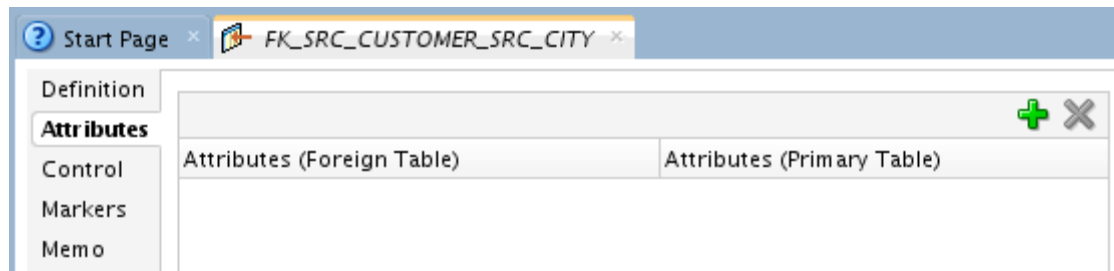 Start Page FK_SRC_CUSTOMER_SRC_CITY
Definition
Attributes
Control
Markers
Memo
Attributes (Foreign Table) Attributes (Primary Table)